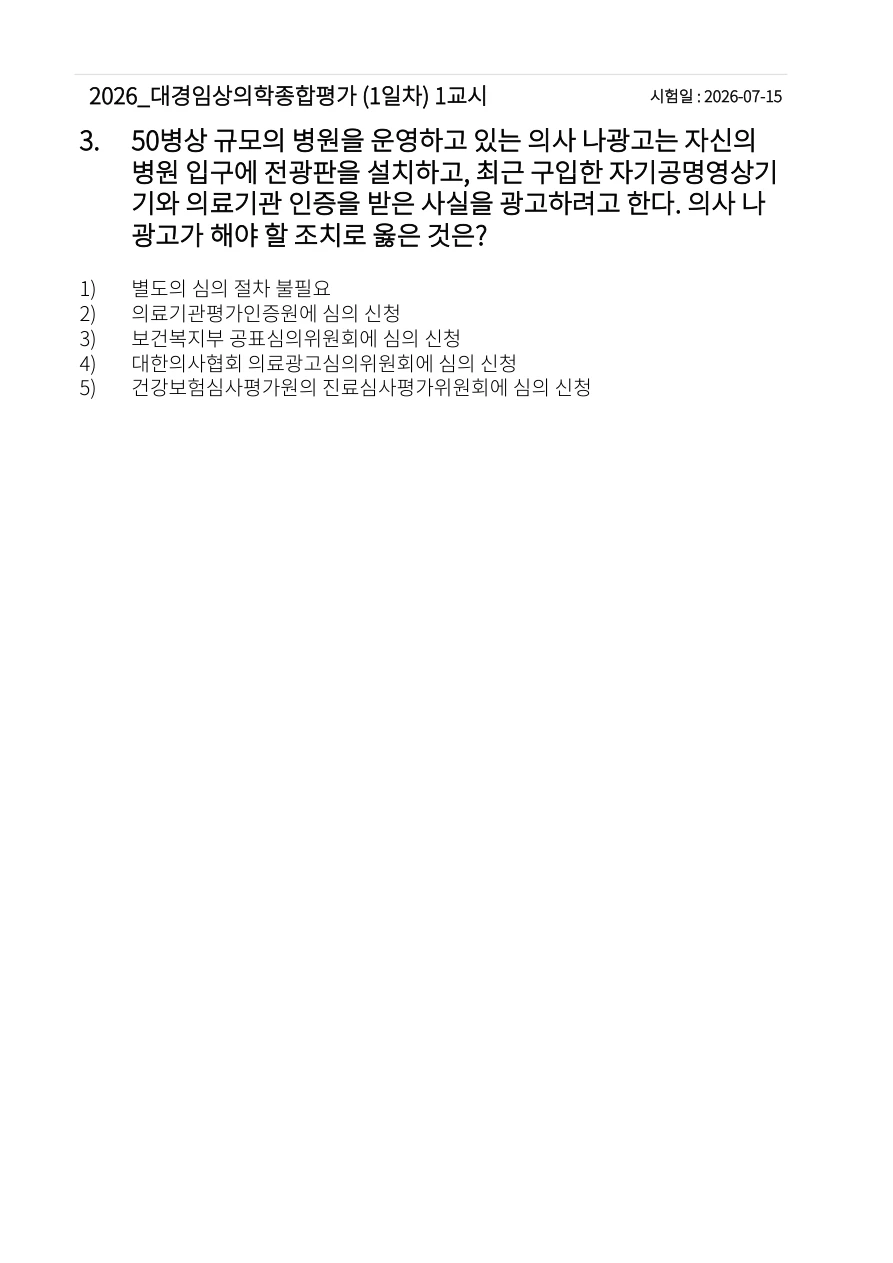 2026_대경임상의학종합평가 (1일차) 1교시
시험일 : 2026-07-15
3. 50병상 규모의 병원을 운영하고 있는 의사 나광고는 자신의
병원 입구에 전광판을 설치하고, 최근 구입한 자기공명영상기
기와 의료기관 인증을 받은 사실을 광고하려고 한다. 의사 나
광고가 해야 할 조치로 옳은 것은?
1) 별도의 심의 절차 불필요
2) 의료기관평가인증원에 심의 신청
3) 보건복지부 공표심의위원회에 심의 신청
4) 대한의사협회 의료광고심의위원회에 심의 신청
5) 건강보험심사평가원의 진료심사평가위원회에 심의 신청